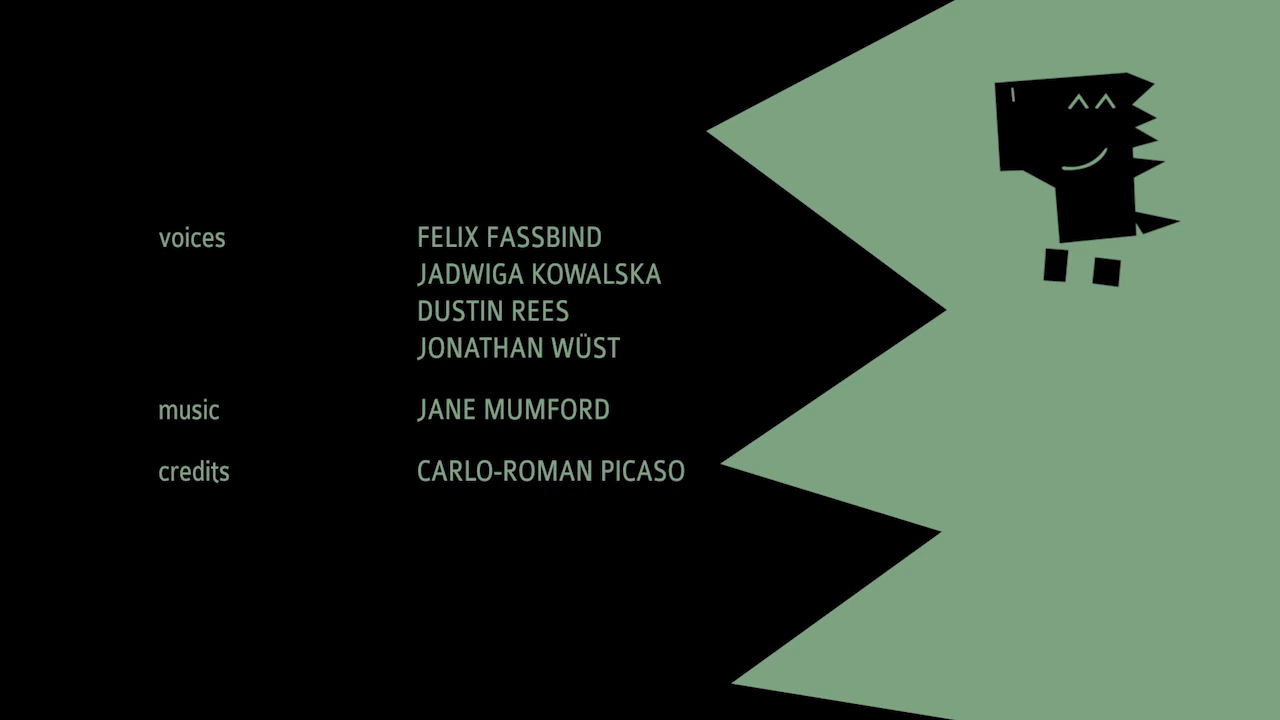 voices FELIX FASSBIND
JADWIGA KOWALSKA
DUSTIN REES
JONATHAN WÜST
music JANE MUMFORD
credits CARLO-ROMAN PICASO